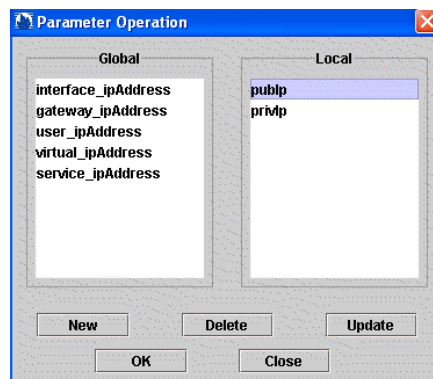 Parameter Operation
Global
Local
interface_ipAddress
gateway_ipAddress
user_ipAddress
virtual_ipAddress
service_ipAddress
publp
privlp
New
Delete
Update
OK
Close